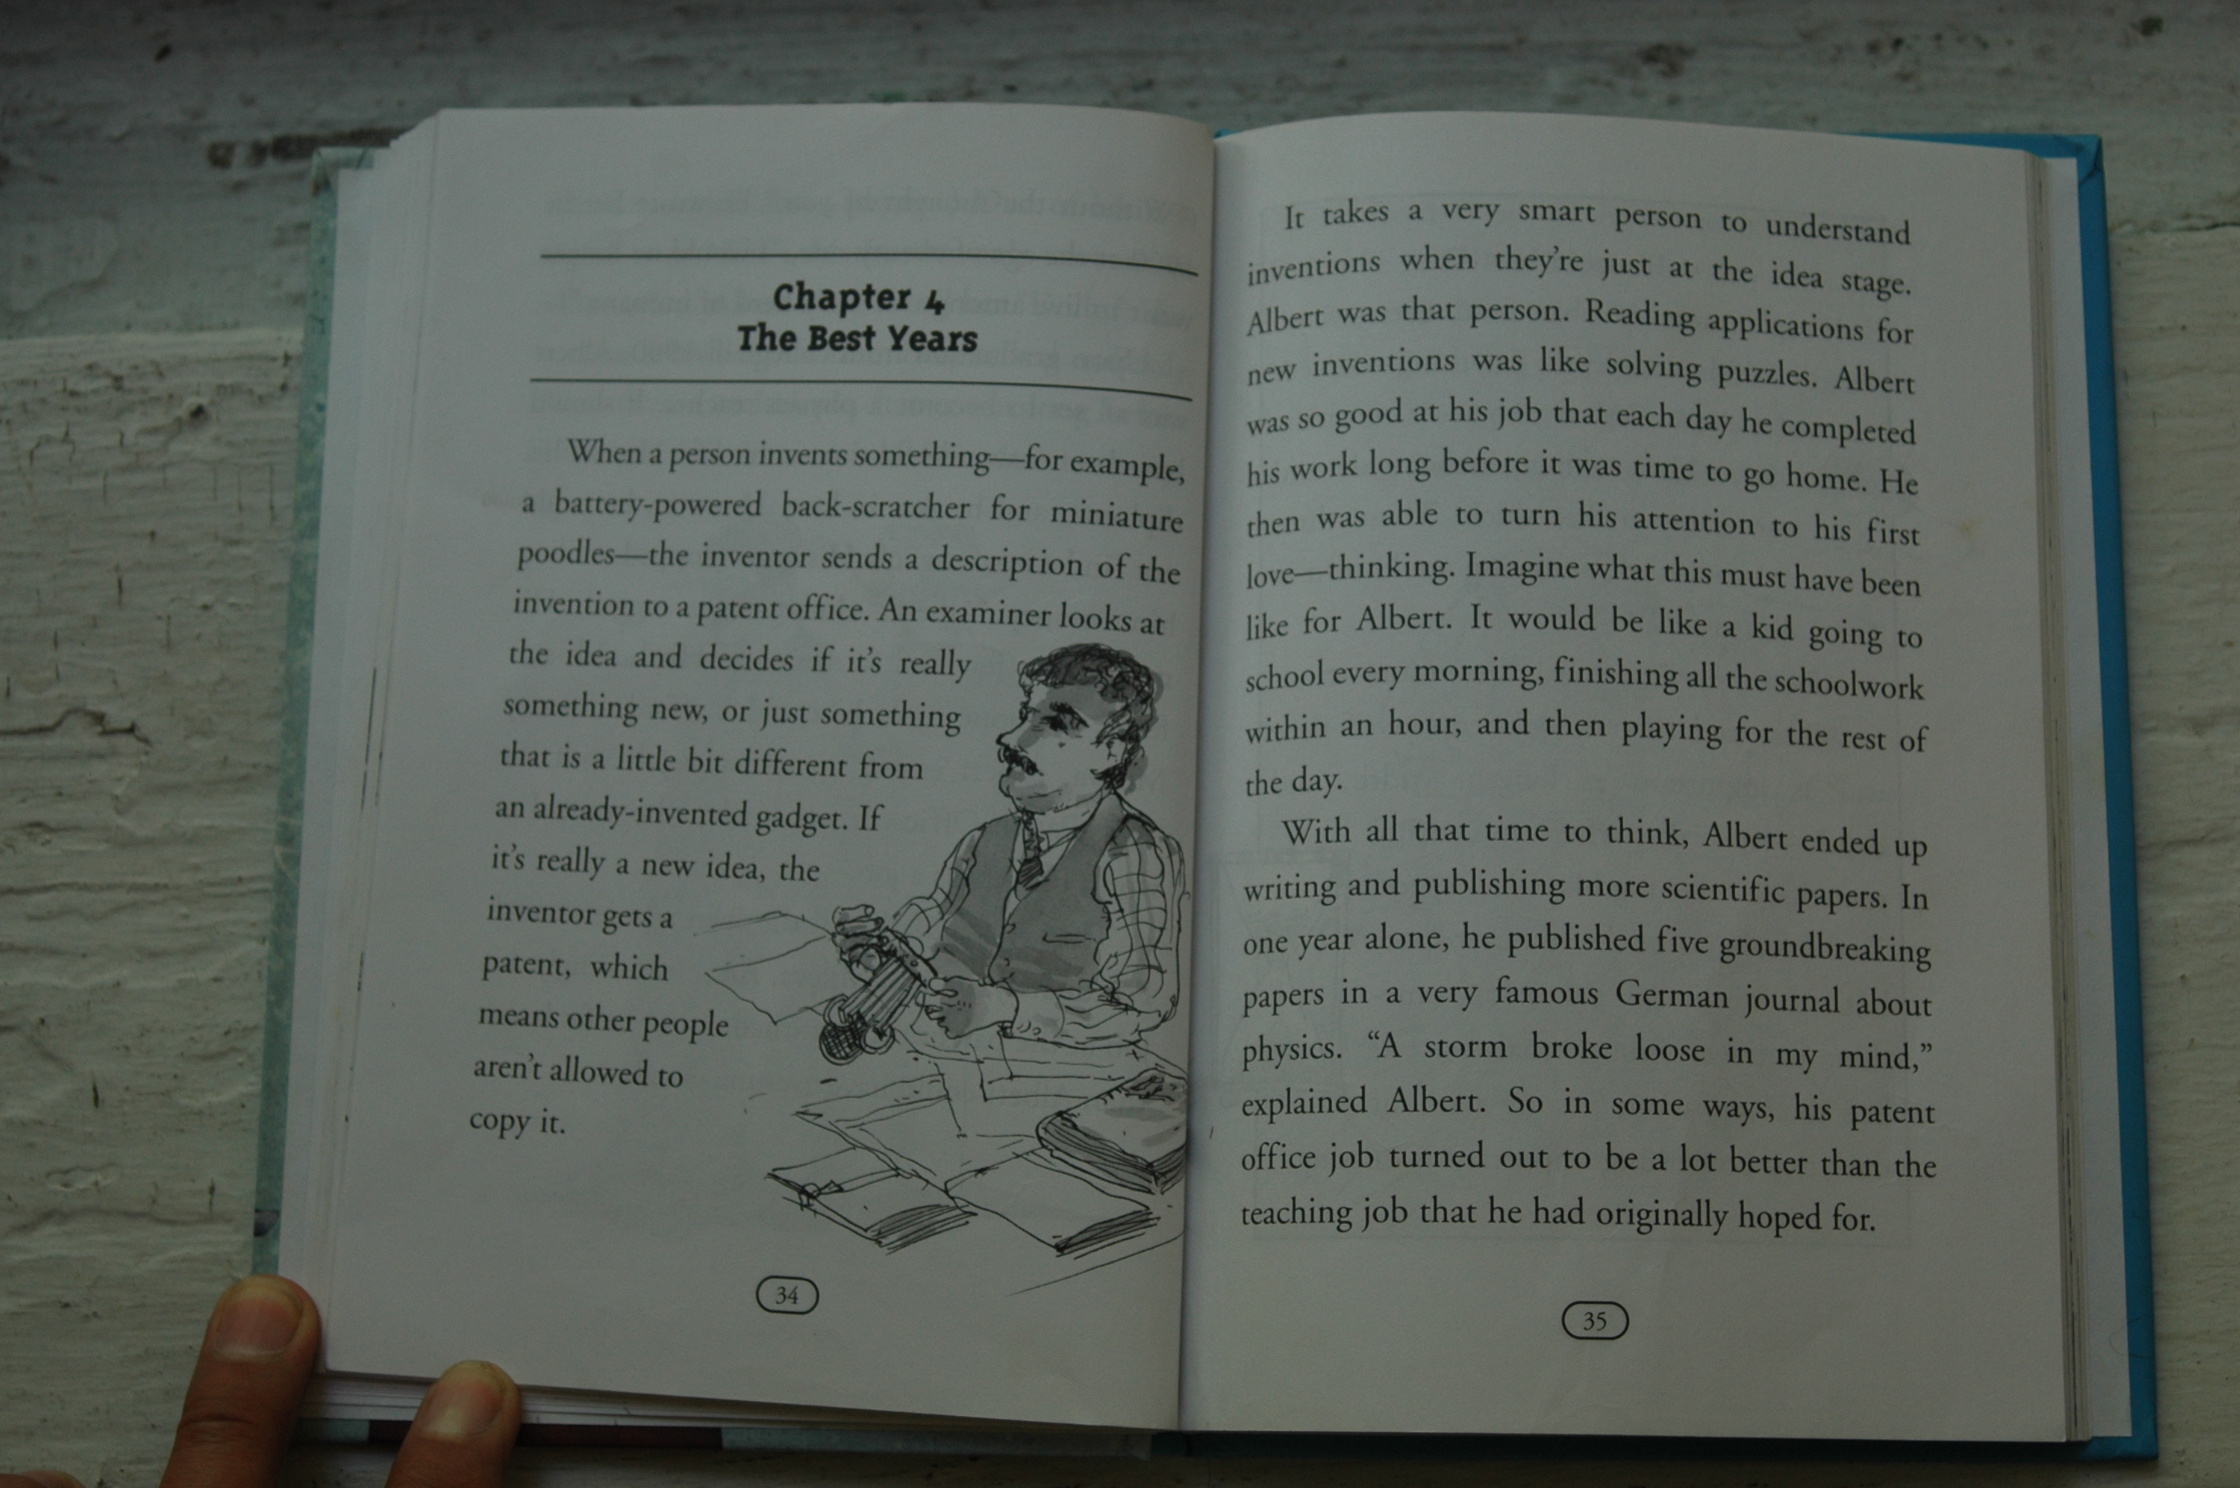 Chapter 4
The Best Years
When a person invents something—for example,
a battery-powered back-scratcher for miniature
poodles—the inventor sends a description of the
invention to a patent office. An examiner looks at
the idea and decides if it's really
something new, or just something
that is a little bit different from
an already-invented gadget. If
it's really a new idea, the
inventor gets a
patent, which
means other people
aren't allowed to
copy it.
34
It takes a very smart person to understand
inventions when they're just at the idea stage.
Albert was that person. Reading applications for
new inventions was like solving puzzles. Albert
was so good at his job that each day he completed
his work long before it was time to go home. He
then was able to turn his attention to his first
love—thinking. Imagine what this must have been
like for Albert. It would be like a kid going to
school every morning, finishing all the schoolwork
within an hour, and then playing for the rest of
the day.
With all that time to think, Albert ended up
writing and publishing more scientific papers. In
one year alone, he published five groundbreaking
papers in a very famous German journal about
physics. “A storm broke loose in my mind,”
explained Albert. So in some ways, his patent
office job turned out to be a lot better than the
teaching job that he had originally hoped for.
35